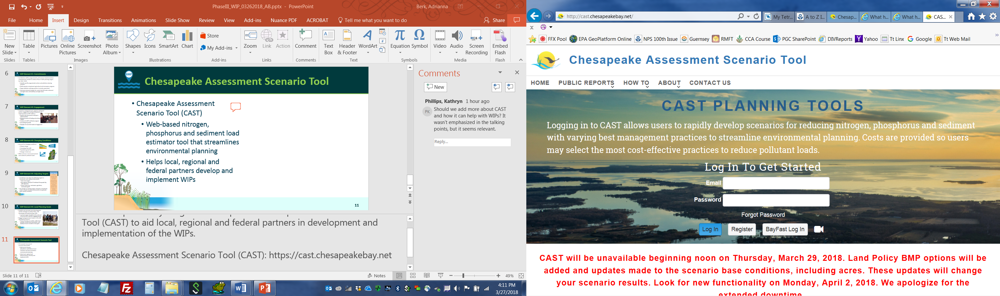 PhaseIII_WIP_03262018_AB.pptx - PowerPoint
Berk, Adrianna
File Home Insert Design Transitions Animations Slide Show Review View Add-ins Nuance PDF ACROBAT Tell me what you want to do Share
New Slide
Table
Pictures
Online Pictures
Screenshot
Photo Album
Shapes
Icons
SmartArt
Chart
Store
My Add-ins
Zoom
Link
Action
Comment
Text Box
Header & Footer
WordArt
Equation
Symbol
Video
Audio
Screen Recording
Embed Flash
Slides Tables Images Illustrations Add-ins Links Comments Text Symbols Media Flash
6
WIP Element #1: Commitments
7
WIP Element #2: Engagement
8
WIP Element #3: Changing Conditions
9
WIP Element #4: Adjusting Targets
10
WIP Element #5: Local Planning Goals
11
Chesapeake Assessment Scenario Tool
BMP
Chesapeake Assessment Scenario Tool
• Chesapeake Assessment
Scenario Tool (CAST)
• Web-based nitrogen,
phosphorus and sediment load
estimator tool that streamlines
environmental planning
• Helps local, regional and
federal partners develop and
implement WIPs
11
Tool (CAST) to aid local, regional and federal partners in development and
implementation of the WIPs.
Chesapeake Assessment Scenario Tool (CAST): https://cast.chesapeakebay.net
Comments
New
Phillips, Kathryn 1 hour ago
PK
Should we add more about CAST
and how it can help with WIPs? It
wasn't emphasized in the talking
points, but it seems relevant.
Reply...
Slide 11 of 11
Notes
49%
4:11 PM
3/27/2018
http://cast.chesapeakebay.net/
My Tetr... A to Z I... Chesap... What h... What h... CAS...
x
FFX Pool EPA GeoPlatform Online NPS 100th Issue Guernsey RMFT CCA Course PGC SharePoint DIVReports Yahoo Tt Linx Google Tt Web Mail
Chesapeake Assessment Scenario Tool
HOME PUBLIC REPORTS HOW TO ABOUT CONTACT US
CAST PLANNING TOOLS
Logging in to CAST allows users to rapidly develop scenarios for reducing nitrogen, phosphorus and sediment
with varying best management practices to streamline environmental planning. Costs are provided so users
may select the most cost-effective practices to reduce pollutant loads.
Log In To Get Started
Email
Password
Forgot Password
Log In Register BayFast Log In
CAST will be unavailable beginning noon on Thursday, March 29, 2018. Land Policy BMP options will be
added and updates made to the scenario base conditions, including acres. These updates will change
your scenario results. Look for new functionality on Monday, April 2, 2018. We apologize for the
extended downtime